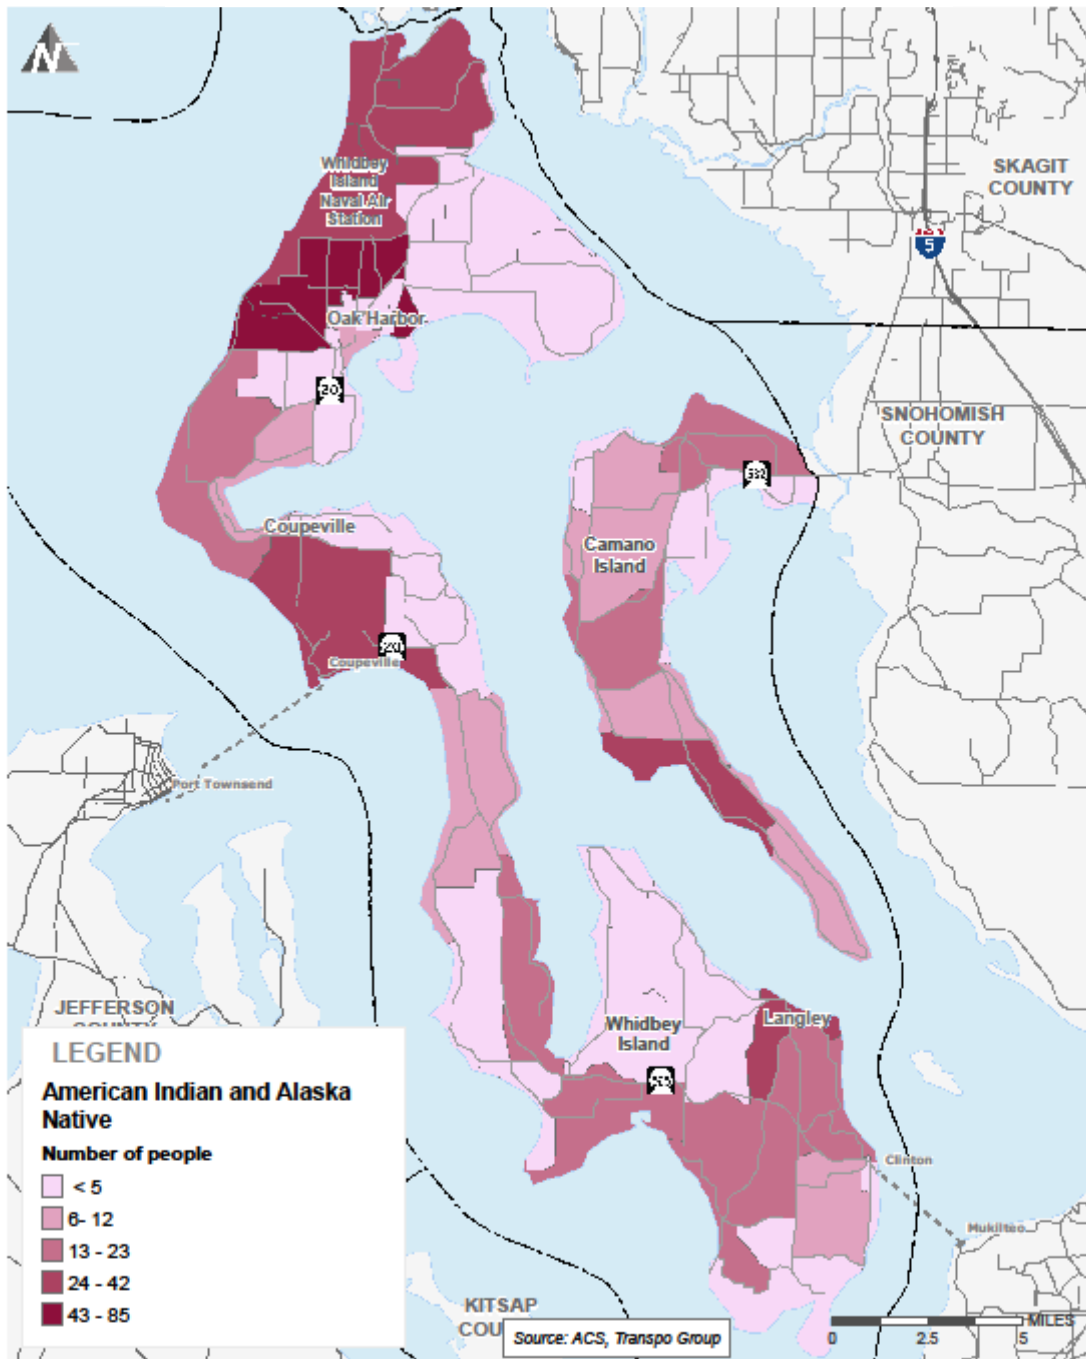 N
Whidbey
Island
Naval Air
Station
SKAGIT
COUNTY
5
Oak Harbor
20
SNOHOMISH
COUNTY
532
Coupeville
Camano
Island
Coupeville
Port Townsend
JEFFERSON
COUNTY
Whidbey
Island
Langley
525
Clinton
Mukilteo
KITSAP
COU
LEGEND
American Indian and Alaska
Native
Number of people
< 5
6- 12
13 - 23
24 - 42
43 - 85
Source: ACS, Transpo Group
MILES
0 2.5 5